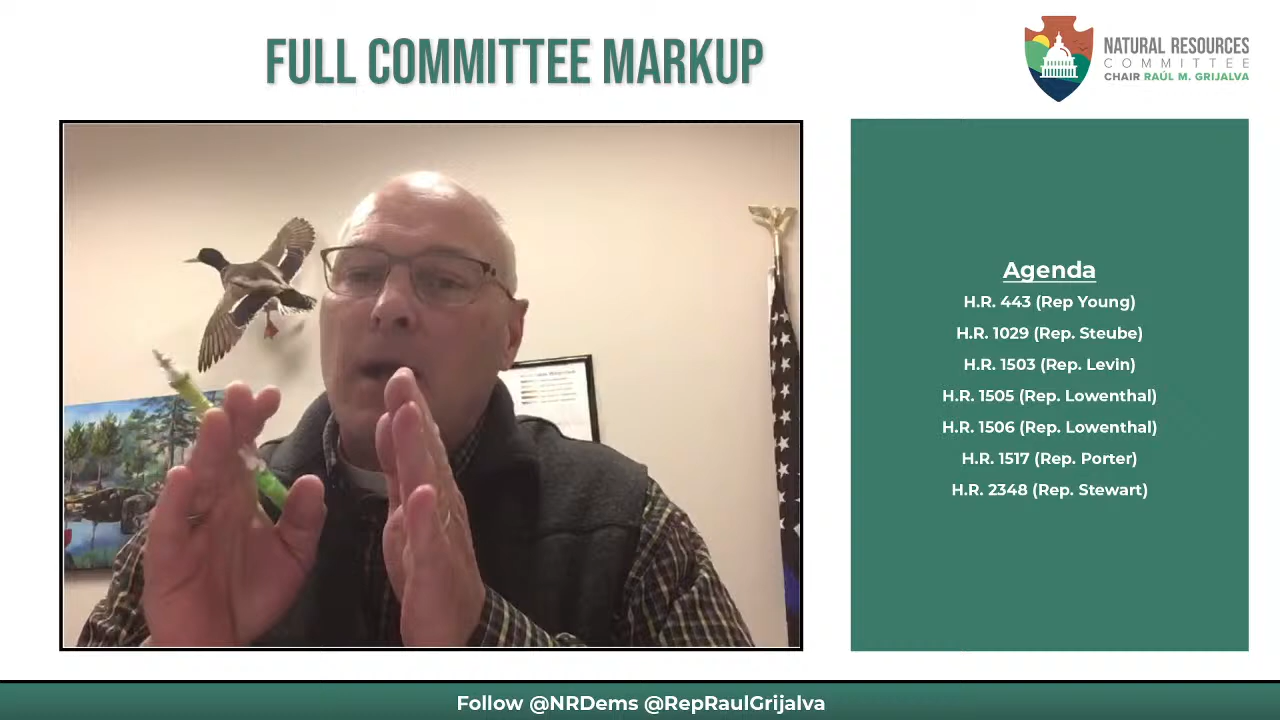 FULL COMMITTEE MARKUP
NATURAL RESOURCES
COMMITTEE
CHAIR RAÚL M. GRIJALVA
Agenda
H.R. 443 (Rep Young)
H.R. 1029 (Rep. Steube)
H.R. 1503 (Rep. Levin)
H.R. 1505 (Rep. Lowenthal)
H.R. 1506 (Rep. Lowenthal)
H.R. 1517 (Rep. Porter)
H.R. 2348 (Rep. Stewart)
Follow @NRDems @RepRaulGrijalva